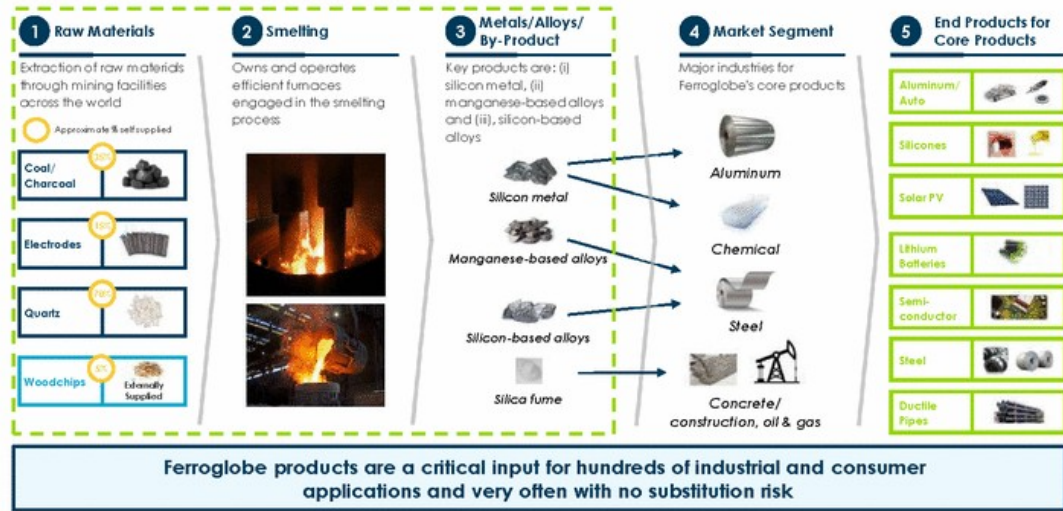 1 Raw Materials
Extraction of raw materials
through mining facilities
across the world
Approximate % self supplied
Coal/
Charcoal
Electrodes
15%
Quartz
Woodchips
5%
Externally
Supplied
2 Smelting
Owns and operates
efficient furnaces
engaged in the smelting
process
3 Metals/Alloys/
By-Product
Key products are: (i)
silicon metal, (ii)
manganese-based alloys
and (iii), silicon-based
alloys
Silicon metal
Manganese-based alloys
Silicon-based alloys
Silica fume
4 Market Segment
Major industries for
Ferroglobe's core products
Aluminum
Chemical
Steel
Concrete/
construction, oil & gas
5 End Products for
Core Products
Aluminum/
Auto
Silicones
Solar PV
Lithium
Batteries
Semi-
conductor
Steel
Ductile
Pipes
Ferroglobe products are a critical input for hundreds of industrial and consumer
applications and very often with no substitution risk